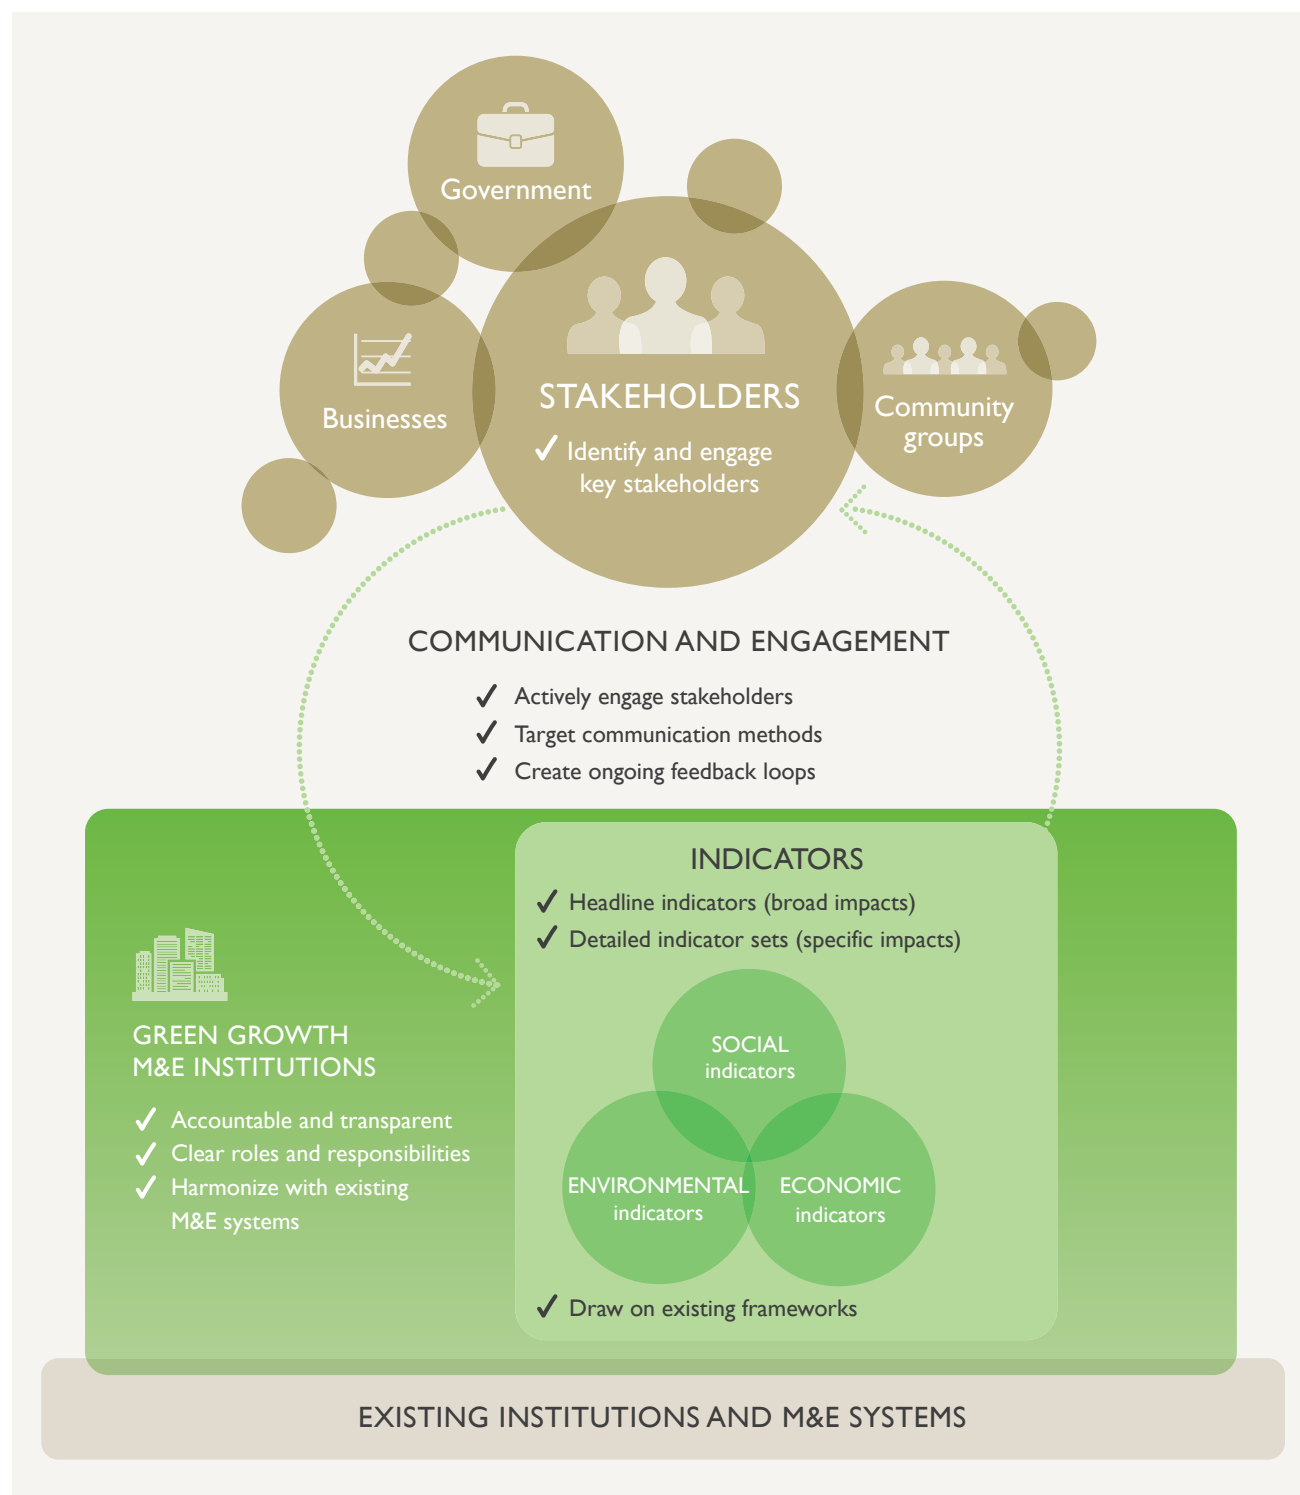 Government
Businesses
STAKEHOLDERS
✓ Identify and engage
key stakeholders
Community
groups
COMMUNICATION AND ENGAGEMENT
✓ Actively engage stakeholders
✓ Target communication methods
✓ Create ongoing feedback loops
GREEN GROWTH
M&E INSTITUTIONS
✓ Accountable and transparent
✓ Clear roles and responsibilities
✓ Harmonize with existing
M&E systems
INDICATORS
✓ Headline indicators (broad impacts)
✓ Detailed indicator sets (specific impacts)
SOCIAL
indicators
ENVIRONMENTAL
indicators
ECONOMIC
indicators
✓ Draw on existing frameworks
EXISTING INSTITUTIONS AND M&E SYSTEMS